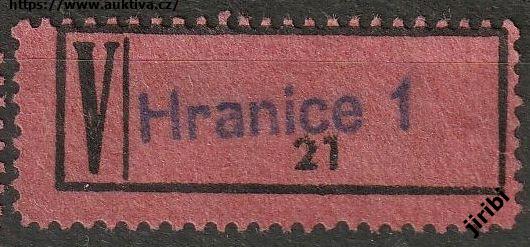 https://www.auktiva.cz/
V Hranice 1
21
jiribi